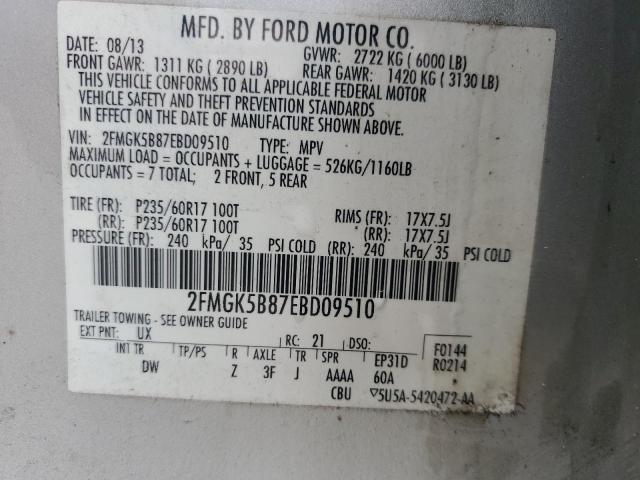 MFD. BY FORD MOTOR CO.
DATE: 08/13 GVWR: 2722 KG ( 6000 LB)
FRONT GAWR: 1311 KG ( 2890 LB) REAR GAWR: 1420 KG ( 3130 LB)
THIS VEHICLE CONFORMS TO ALL APPLICABLE FEDERAL MOTOR
VEHICLE SAFETY AND THEFT PREVENTION STANDARDS
IN EFFECT ON THE DATE OF MANUFACTURE SHOWN ABOVE.
VIN: 2FMGK5B87EBD09510 TYPE: MPV
MAXIMUM LOAD = OCCUPANTS + LUGGAGE = 526KG/1160LB
OCCUPANTS = 7 TOTAL; 2 FRONT, 5 REAR
TIRE (FR): P235/60R17 100T RIMS (FR): 17X7.5J
(RR): P235/60R17 100T (RR): 17X7.5J
PRESSURE (FR): 240 kPa/ 35 PSI COLD (RR): 240 kPa/ 35 PSI COLD
2FMGK5B87EBD09510
TRAILER TOWING - SEE OWNER GUIDE
EXT PNT: UX RC: 21 DSO: F0144
INT TR TP/PS R AXLE TR SPR EP31D R0214
DW Z 3F J AAAA 60A
CBU ▽5U5A-5420472-AA